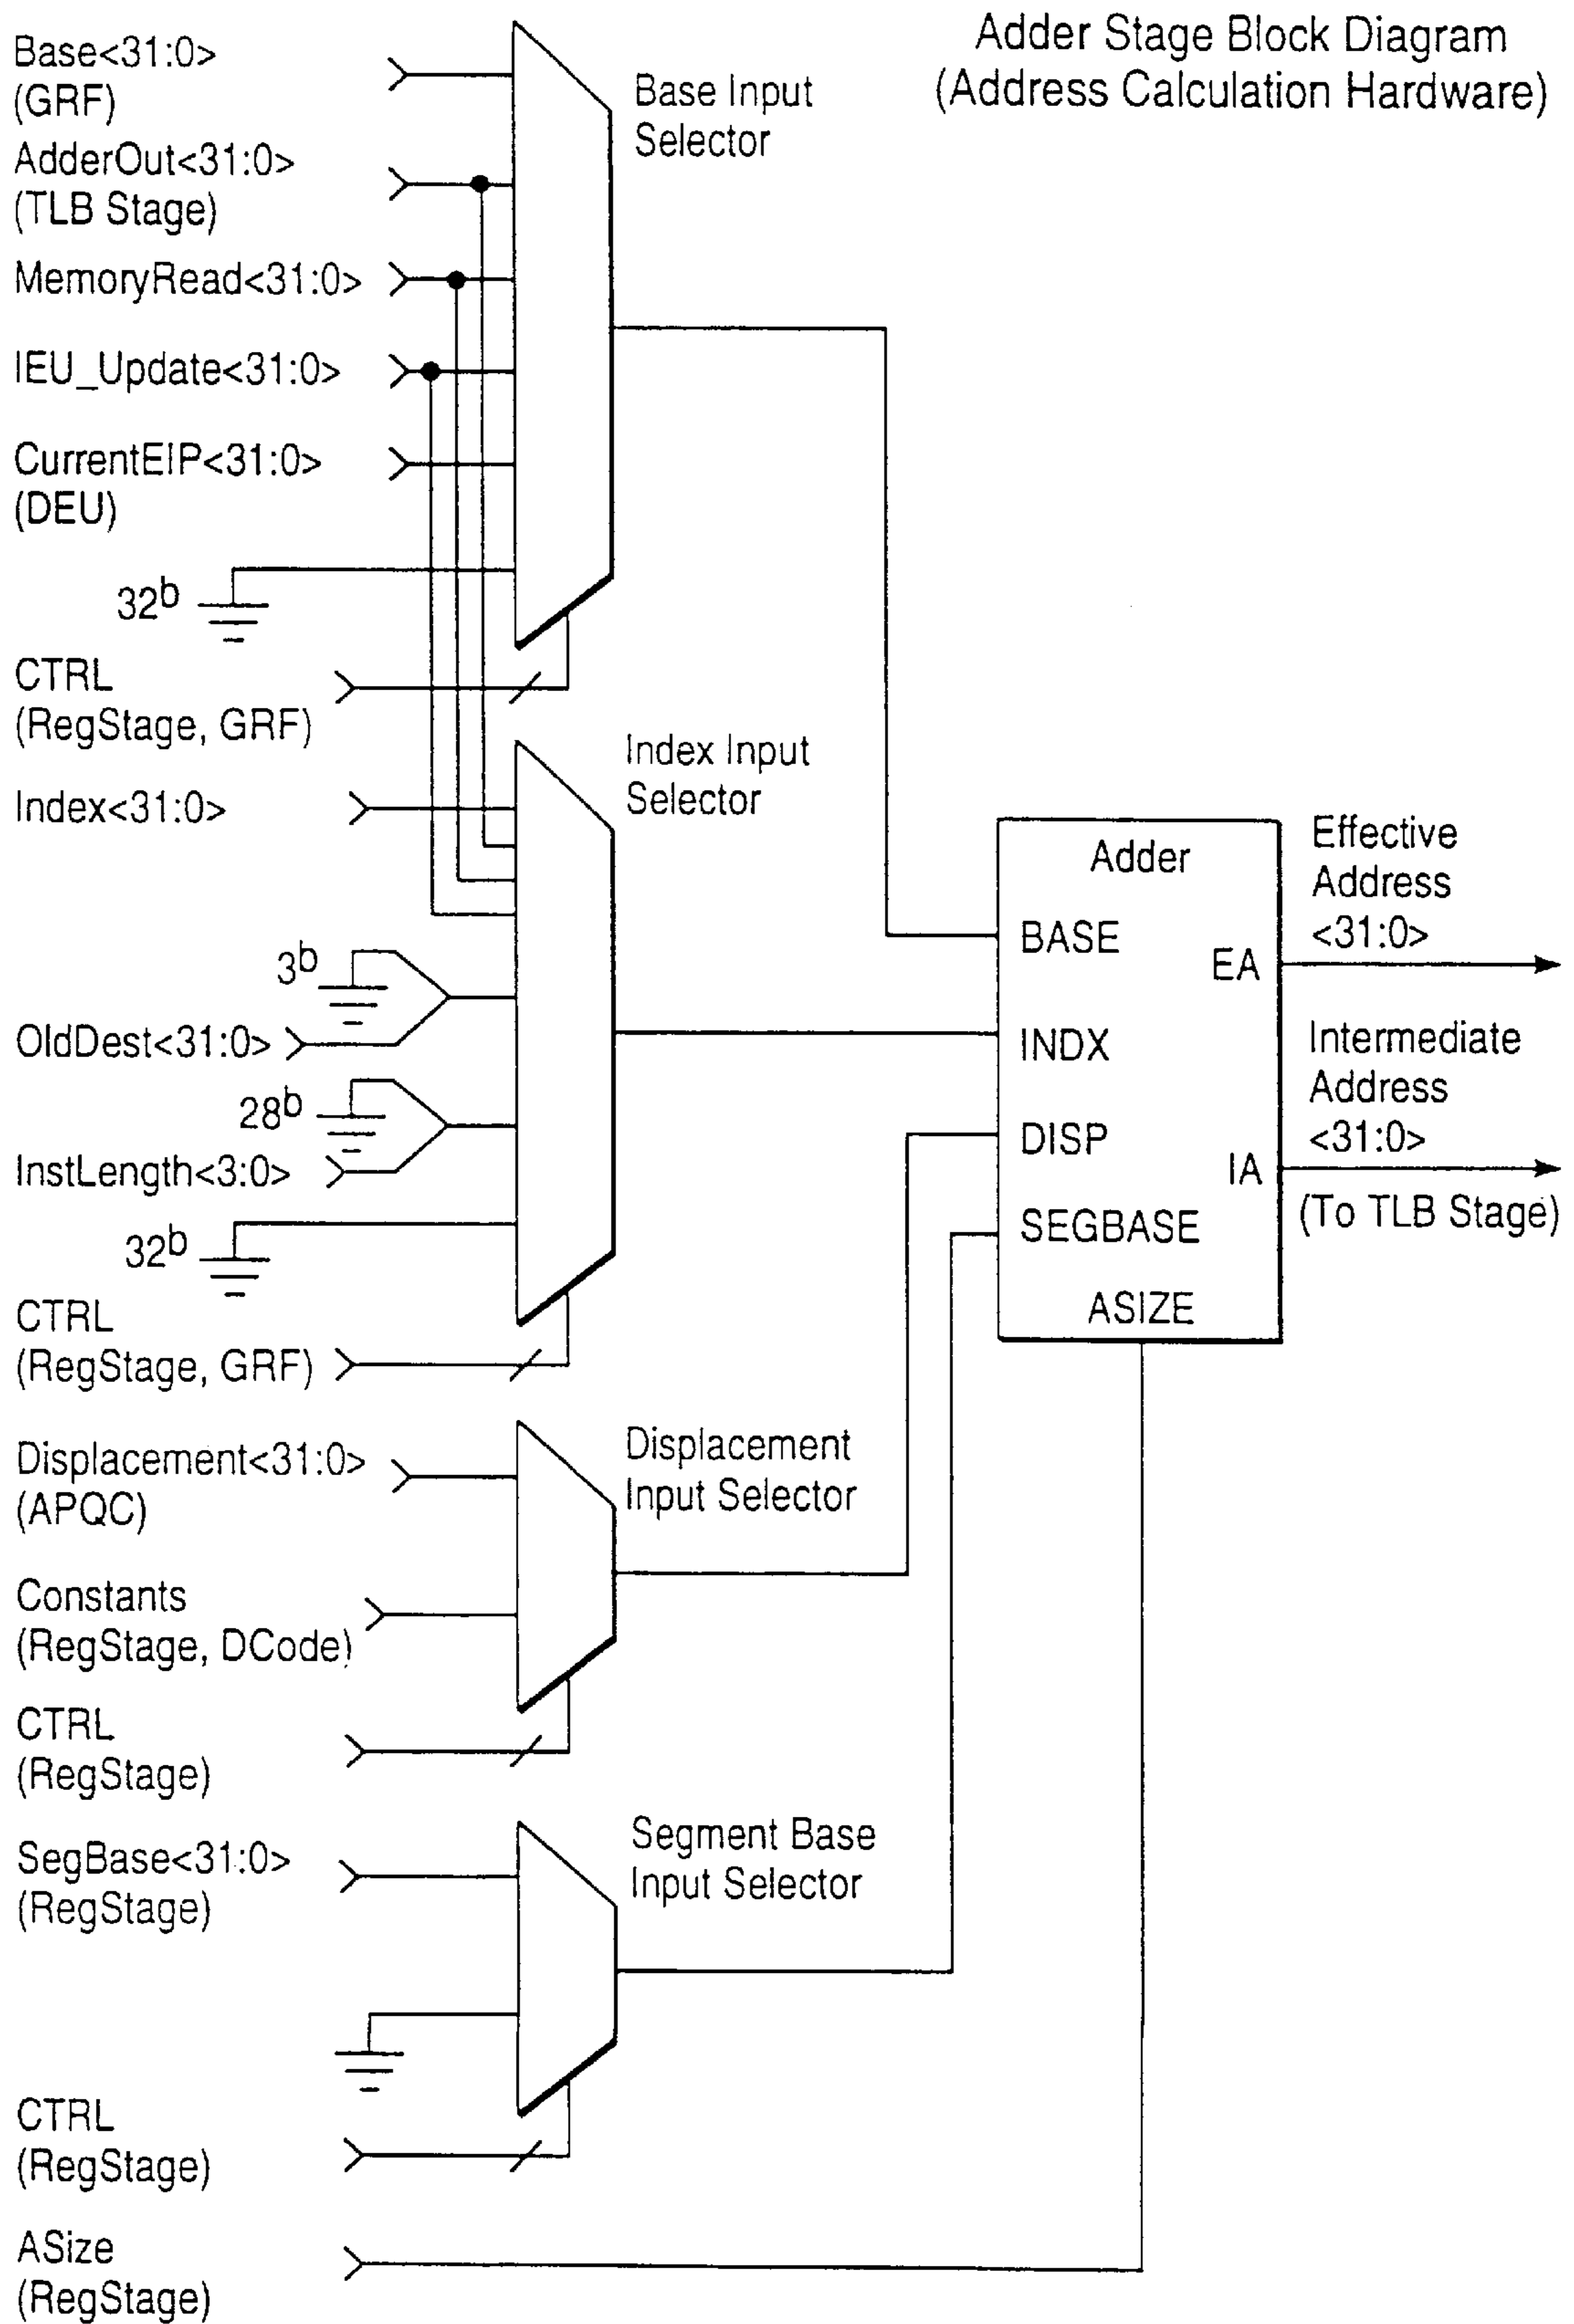 Adder Stage Block Diagram
(Address Calculation Hardware)
Base<31:0>
(GRF)
Base Input
Selector
AdderOut<31:0>
(TLB Stage)
MemoryRead<31:0>
IEU_Update<31:0>
CurrentEIP<31:0>
(DEU)
32b
CTRL
(RegStage, GRF)
Index Input
Selector
Index<31:0>
3b
OldDest<31:0>
28b
InstLength<3:0>
32b
CTRL
(RegStage, GRF)
Adder
BASE
INDX
DISP
SEGBASE
ASIZE
EA
IA
Effective
Address
<31:0>
Intermediate
Address
<31:0>
(To TLB Stage)
Displacement<31:0>
(APQC)
Displacement
Input Selector
Constants
(RegStage, DCode)
CTRL
(RegStage)
SegBase<31:0>
(RegStage)
Segment Base
Input Selector
CTRL
(RegStage)
ASize
(RegStage)